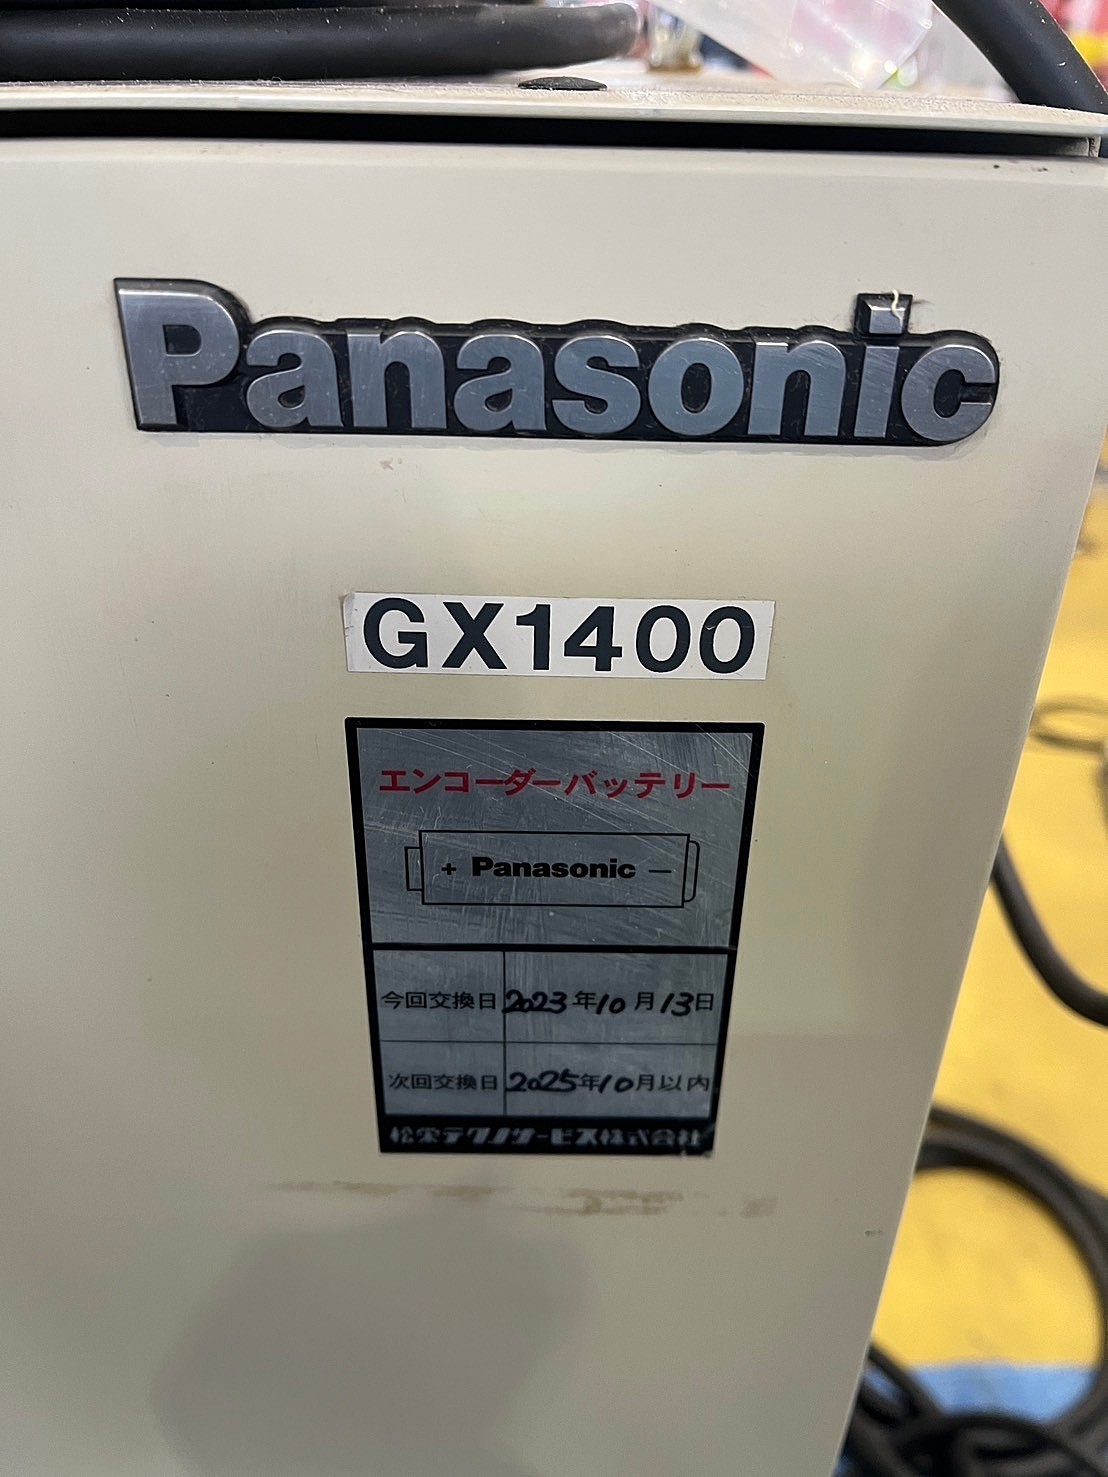 Panasonic
GX1400
エンコーダーバッテリー
+ Panasonic −
今回交換日 2023年10月13日
次回交換日 2025年10月以内
松栄テクノサービス株式会社